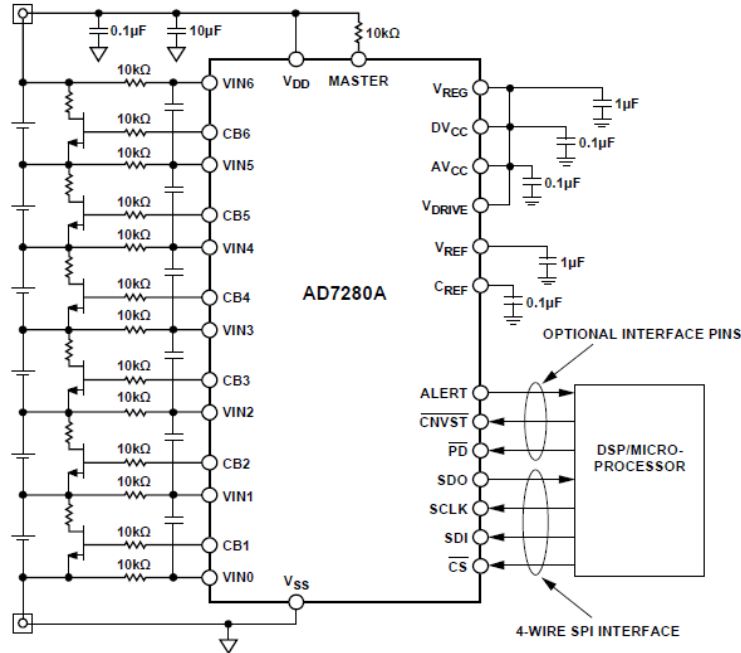 0.1µF
10µF
10kΩ
10kΩ
VIN6
VDD
MASTER
VREG
1µF
10kΩ
CB6
DVCC
0.1µF
10kΩ
VIN5
AVCC
0.1µF
10kΩ
CB5
VDRIVE
10kΩ
VIN4
VREF
1µF
AD7280A
10kΩ
CB4
CREF
0.1µF
10kΩ
VIN3
OPTIONAL INTERFACE PINS
10kΩ
CB3
ALERT
10kΩ
VIN2
CNVST
PD
DSP/MICRO-
PROCESSOR
10kΩ
CB2
SDO
10kΩ
VIN1
SCLK
10kΩ
CB1
SDI
10kΩ
VIN0
CS
VSS
4-WIRE SPI INTERFACE